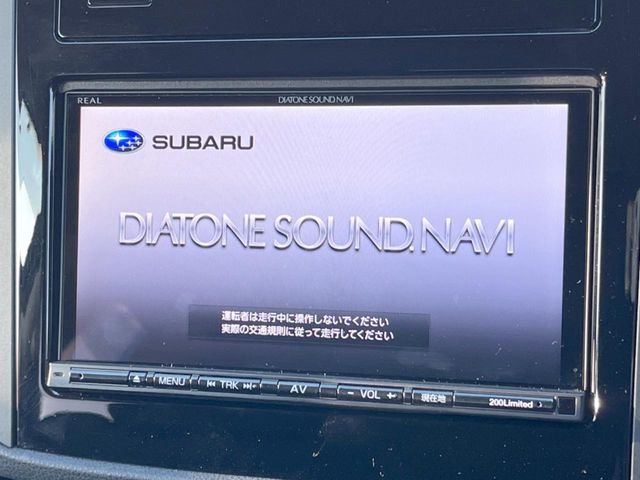 REAL DIATONE SOUND.NAVI
SUBARU
DIATONE SOUND.NAVI
運転者は走行中に操作しないでください
実際の交通規則に従って走行してください
MENU TRK AV - VOL + 現在地 200Limited